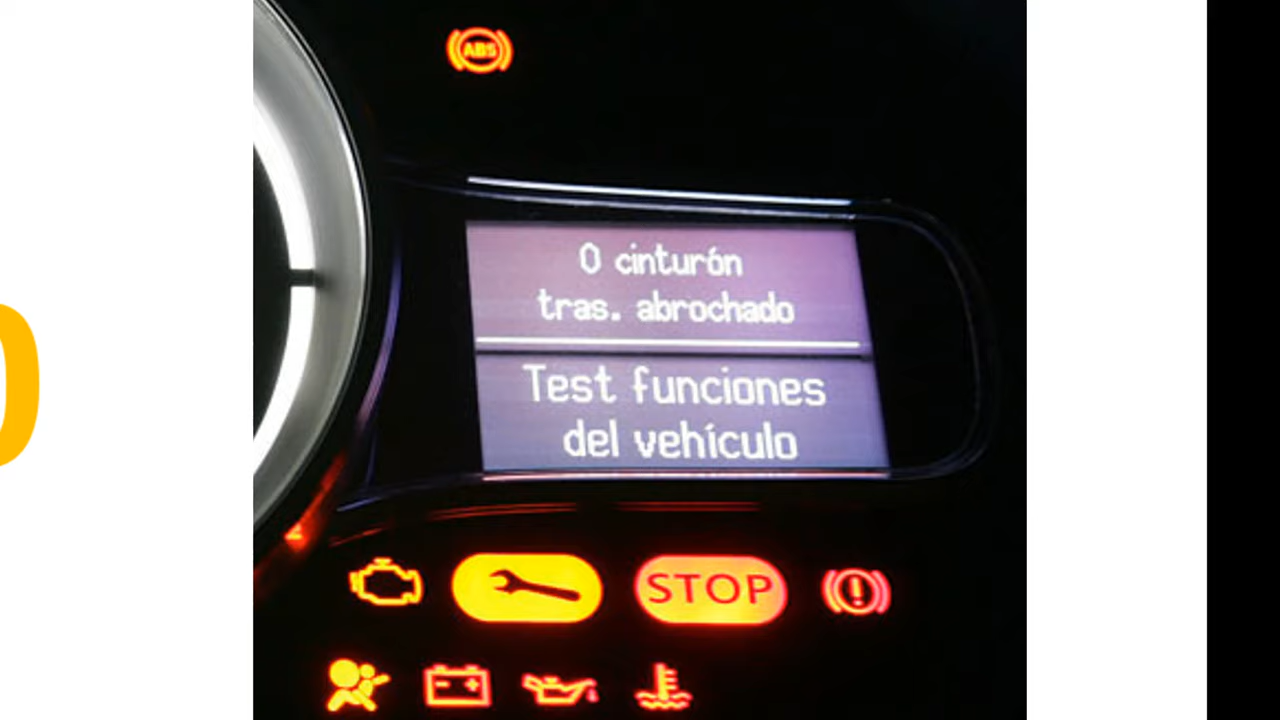 ABS
0 cinturón
tras. abrochado
Test funciones
del vehículo
STOP